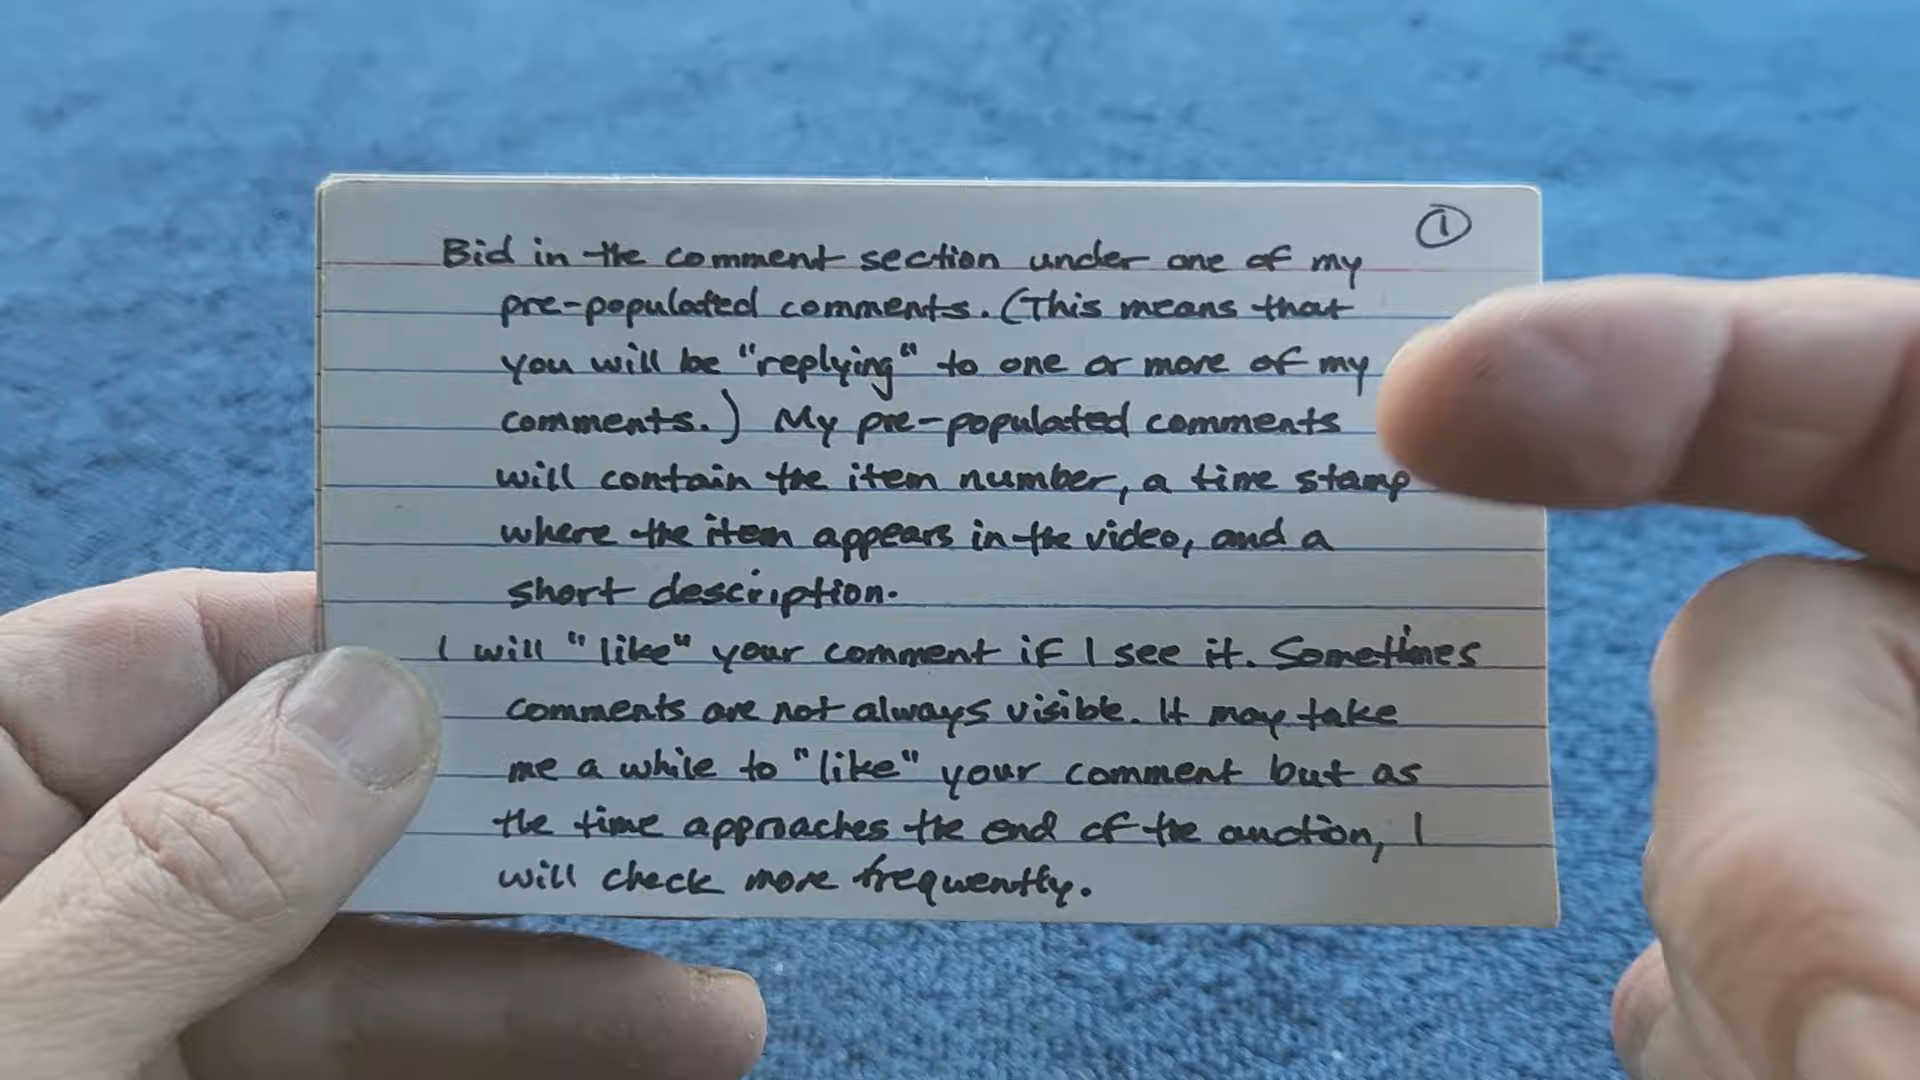 1
Bid in the comment section under one of my
pre-populated comments. (This means that
you will be "replying" to one or more of my
comments.) My pre-populated comments
will contain the item number, a time stamp
where the item appears in the video, and a
short description.
I will "like" your comment if I see it. Sometimes
comments are not always visible. It may take
me a while to "like" your comment but as
the time approaches the end of the auction, I
will check more frequently.